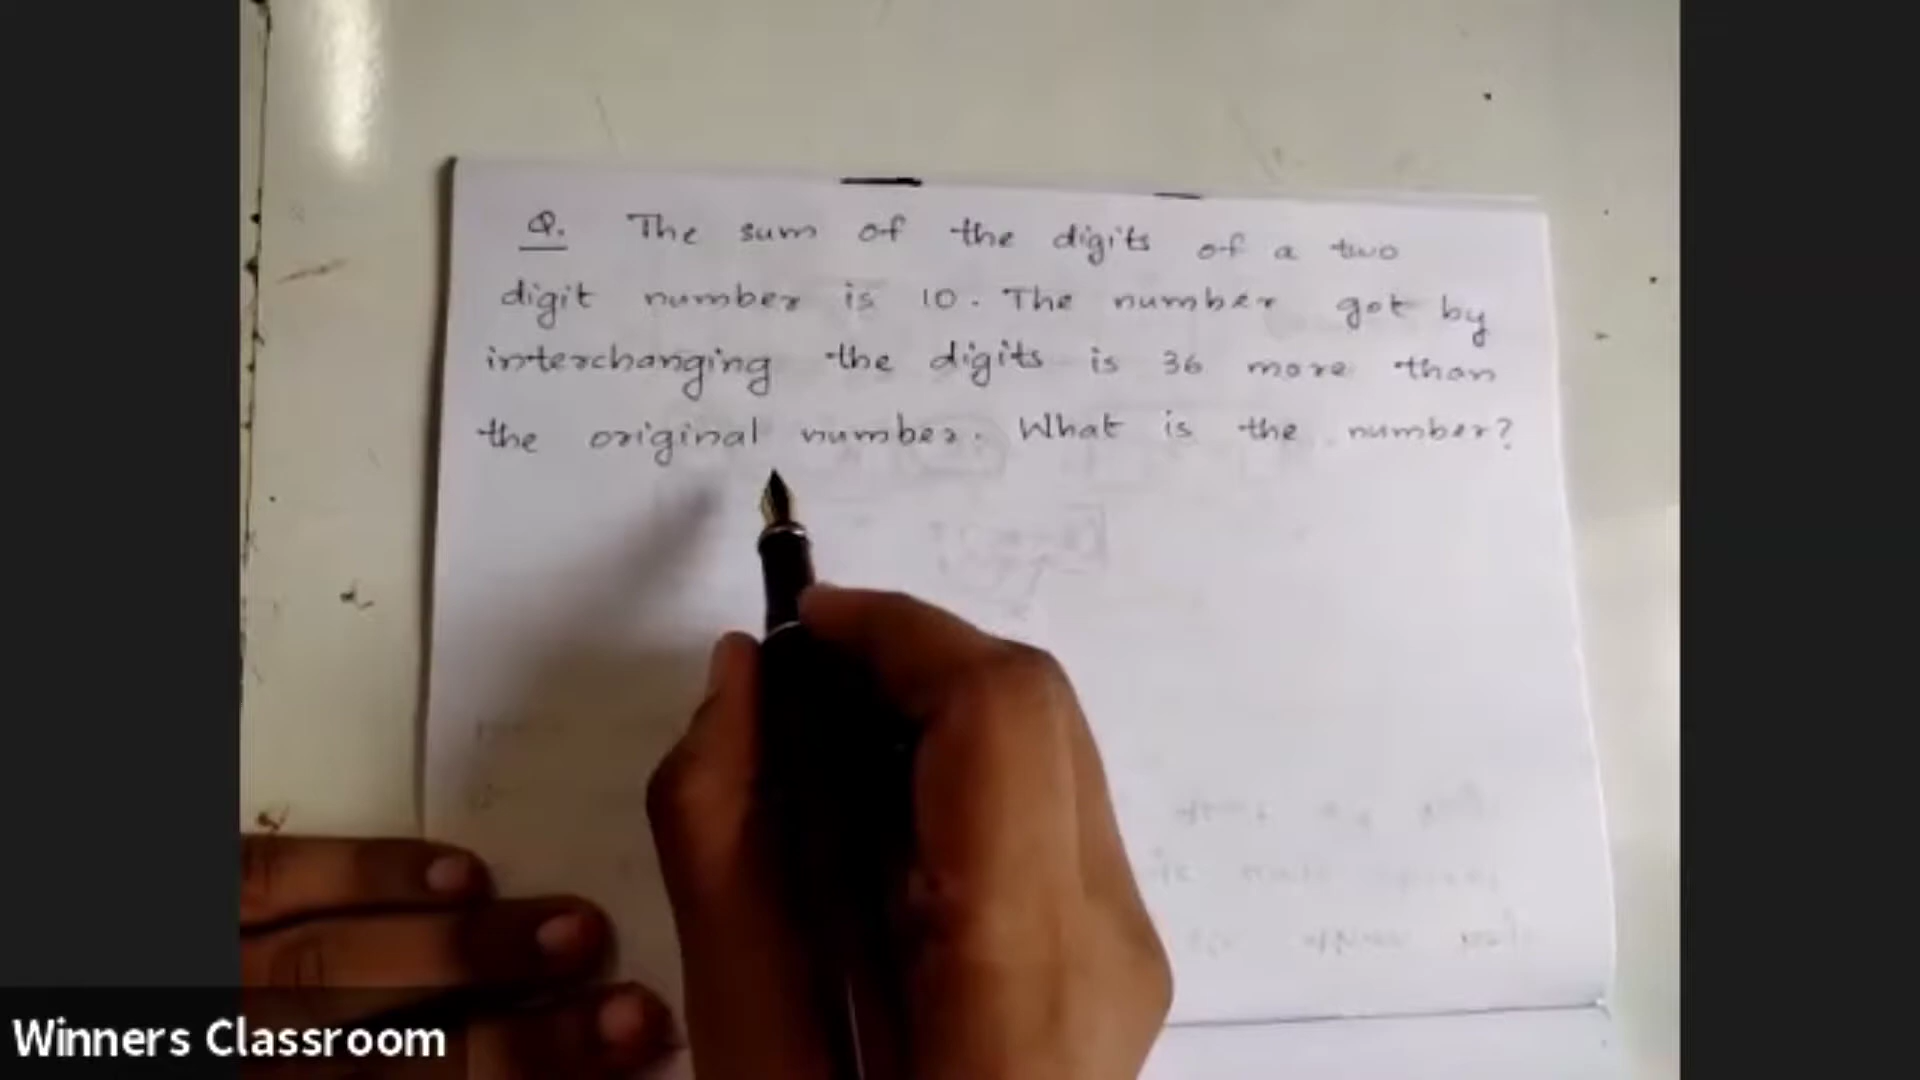 Q. The sum of the digits of a two
digit number is 10. The number got by
interchanging the digits is 36 more than
the original number. What is the number?
Winners Classroom